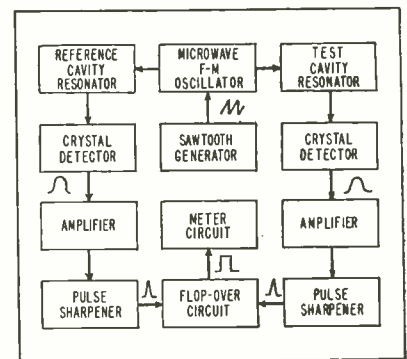 REFERENCE
CAVITY
RESONATOR
MICROWAVE
F-M
OSCILLATOR
TEST
CAVITY
RESONATOR
CRYSTAL
DETECTOR
SAWTOOTH
GENERATOR
CRYSTAL
DETECTOR
AMPLIFIER
METER
CIRCUIT
AMPLIFIER
PULSE
SHARPENER
FLOP-OVER
CIRCUIT
PULSE
SHARPENER